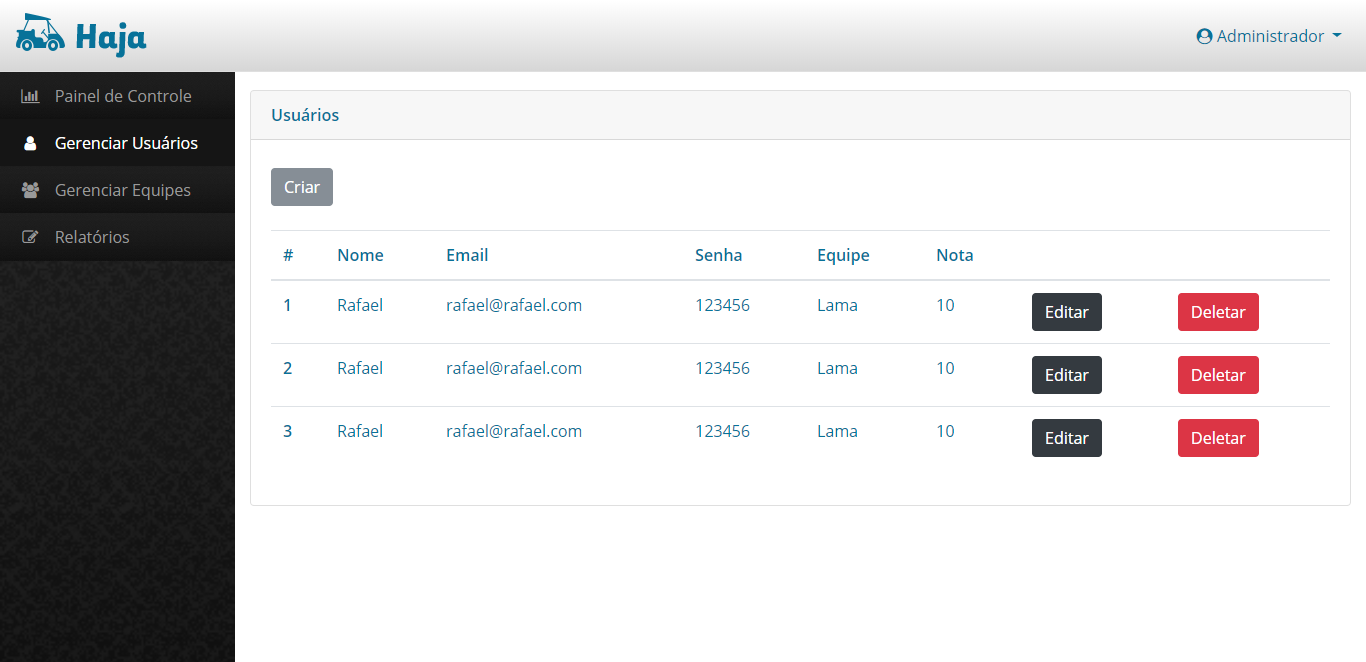 Haja
Administrador
Painel de Controle
Gerenciar Usuários
Gerenciar Equipes
Relatórios
Usuários
Criar
# Nome Email Senha Equipe Nota
1 Rafael rafael@rafael.com 123456 Lama 10 Editar Deletar
2 Rafael rafael@rafael.com 123456 Lama 10 Editar Deletar
3 Rafael rafael@rafael.com 123456 Lama 10 Editar Deletar